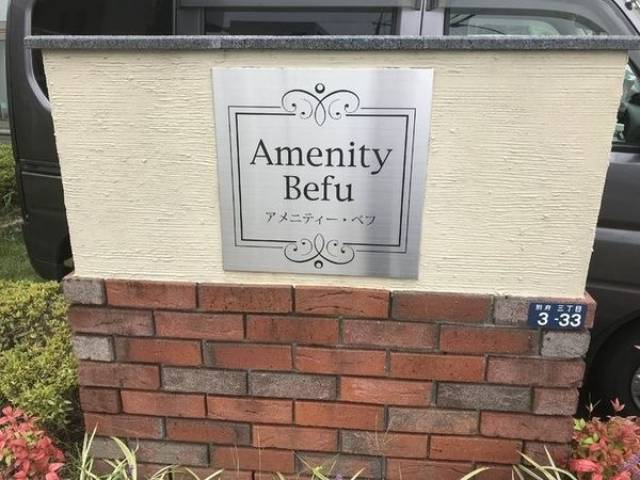 Amenity
Befu
アメニティー・ベフ
別府 三丁目
3-33